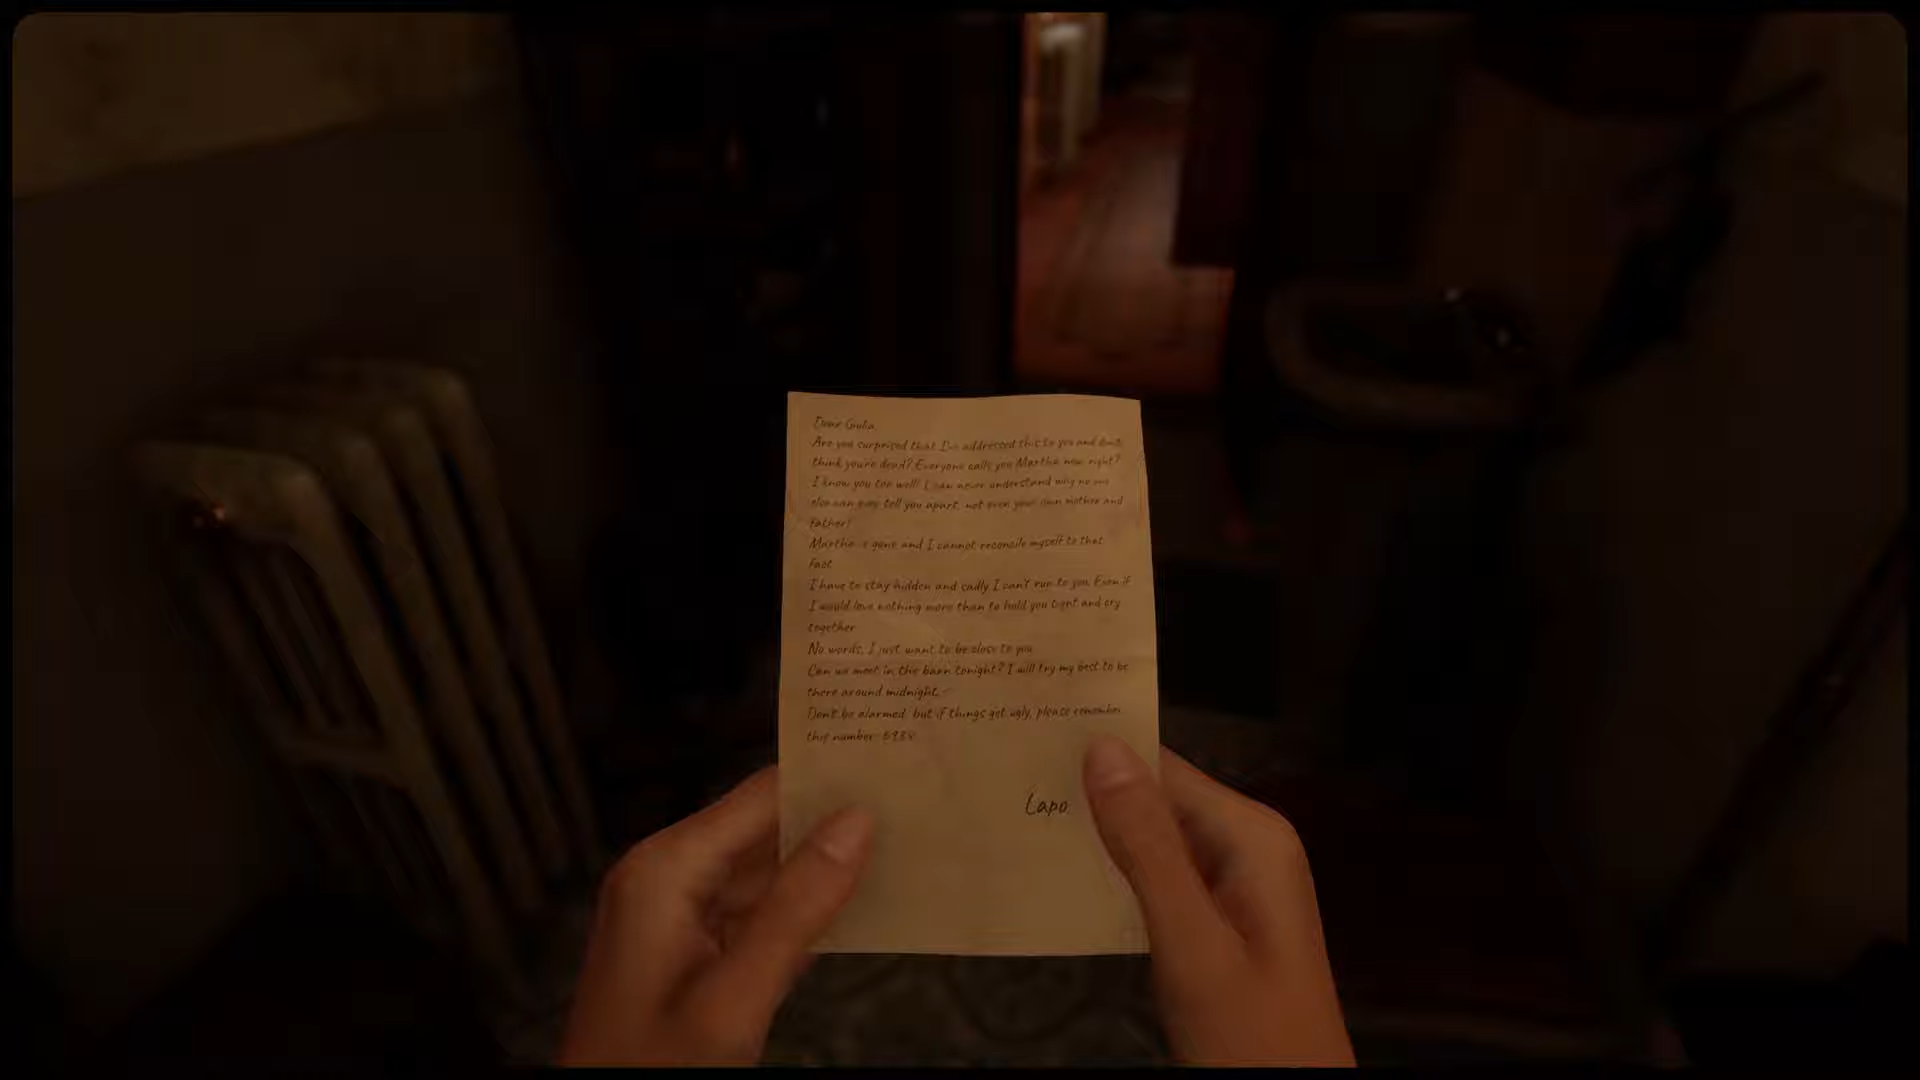 Dear Giulia,
Are you surprised that I've addressed this to you and don't
think you're dead? Everyone calls you Martha now, right?
I know you too well! I can never understand why no one
else can ever tell you apart, not even your own mother and
father!
Martha is gone and I cannot reconcile myself to that
fact.
I have to stay hidden and sadly I can't run to you. Even if
I would love nothing more than to hold you tight and cry
together.
No words, I just want to be close to you.
Can we meet in the barn tonight? I will try my best to be
there around midnight.
Don't be alarmed, but if things get ugly, please remember
this number:
Lapo